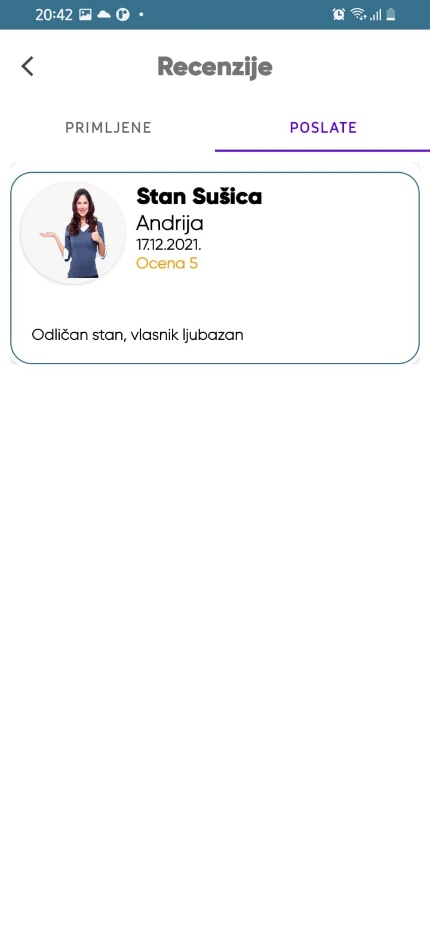 20:42
Recenzije
PRIMLJENE
POSLATE
Stan Sušica
Andrija
17.12.2021.
Ocena 5
Odličan stan, vlasnik ljubazan